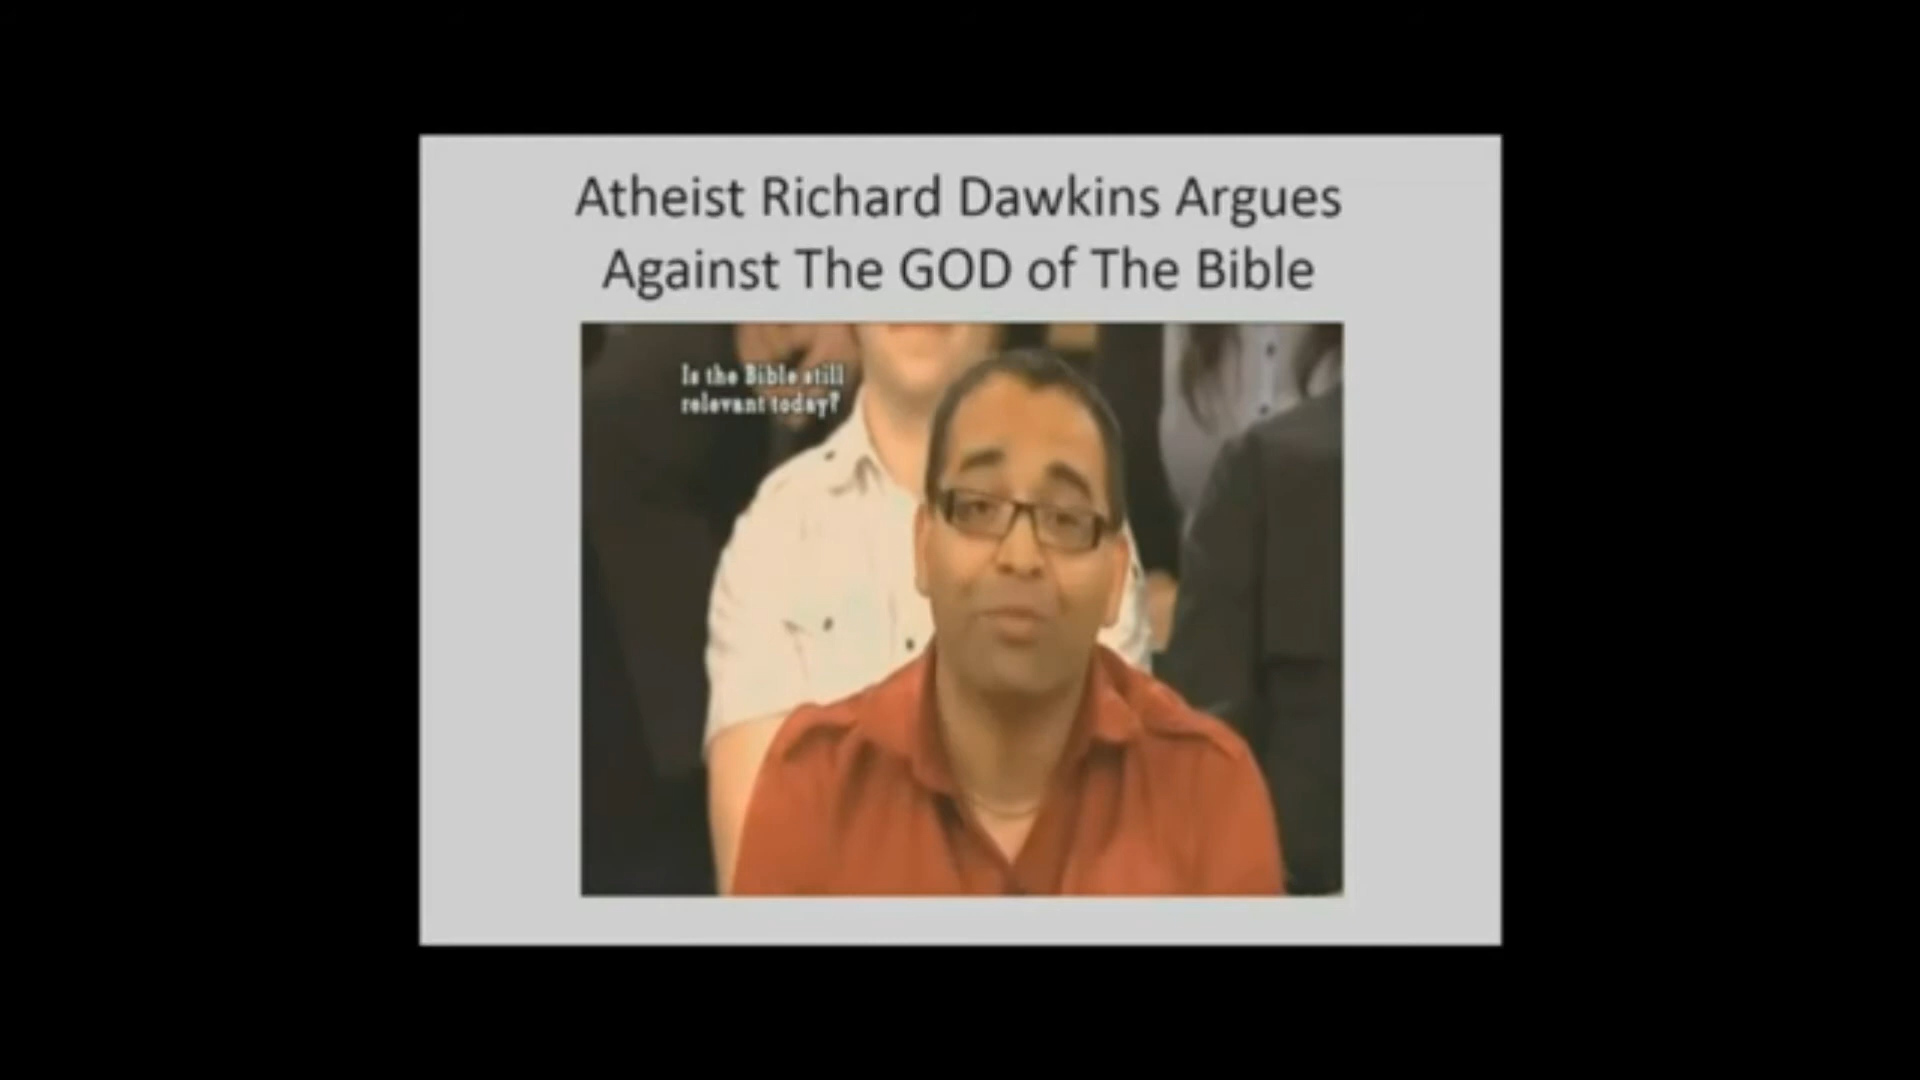 Atheist Richard Dawkins Argues
Against The GOD of The Bible
Is the Bible still
relevant today?